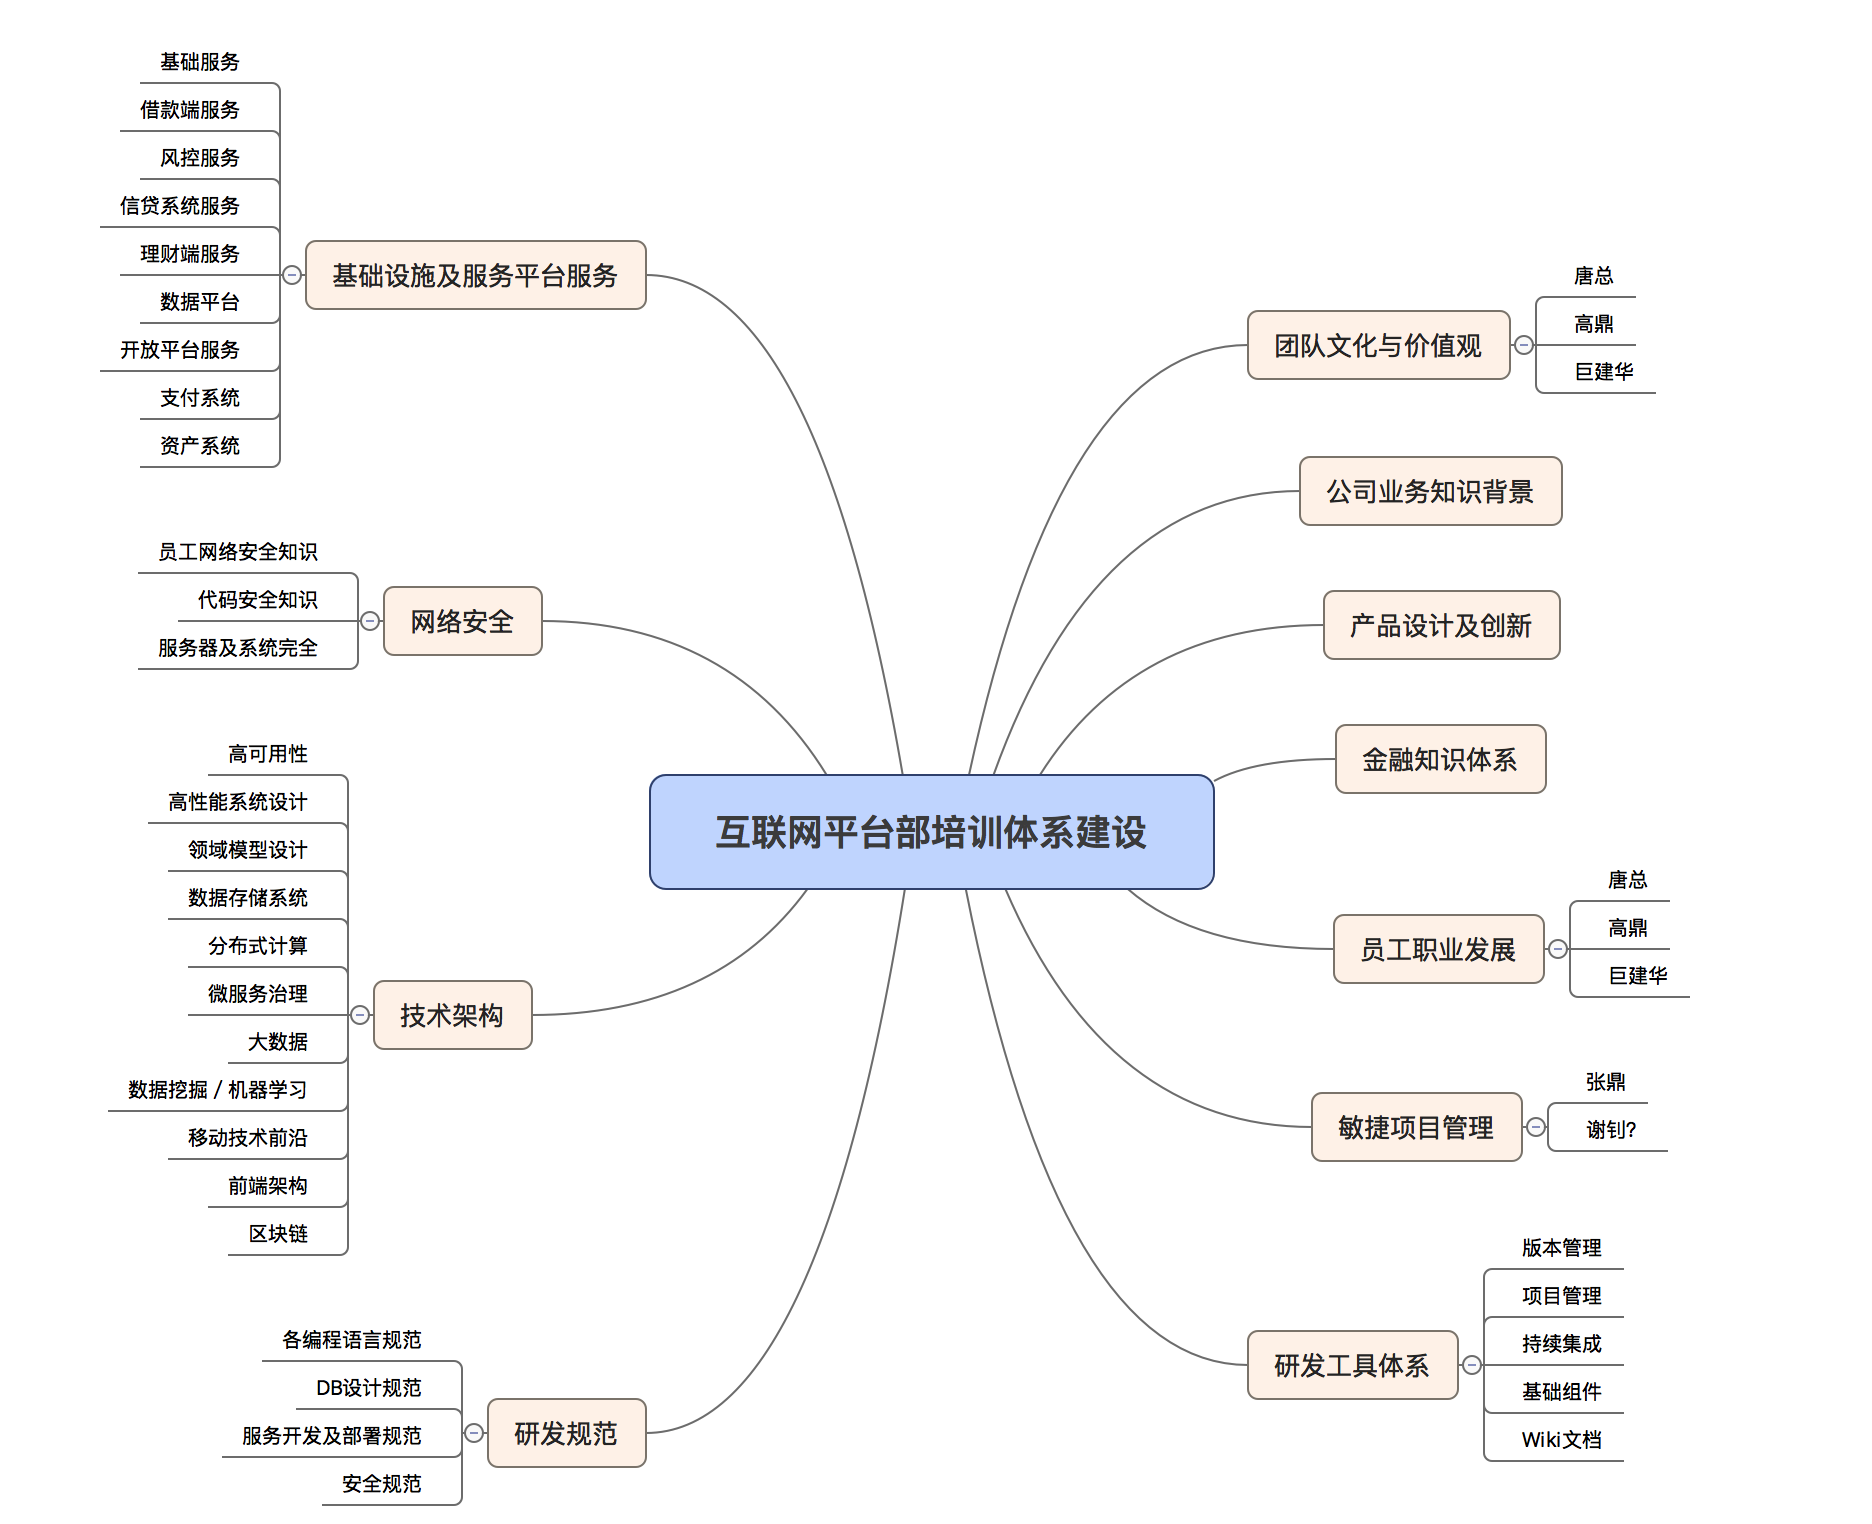 互联网平台部培训体系建设
团队文化与价值观
唐总
高鼎
巨建华
公司业务知识背景
产品设计及创新
金融知识体系
员工职业发展
唐总
高鼎
巨建华
敏捷项目管理
张鼎
谢钊?
研发工具体系
版本管理
项目管理
持续集成
基础组件
Wiki文档
基础设施及服务平台服务
基础服务
借款端服务
风控服务
信贷系统服务
理财端服务
数据平台
开放平台服务
支付系统
资产系统
网络安全
员工网络安全知识
代码安全知识
服务器及系统完全
技术架构
高可用性
高性能系统设计
领域模型设计
数据存储系统
分布式计算
微服务治理
大数据
数据挖掘 / 机器学习
移动技术前沿
前端架构
区块链
研发规范
各编程语言规范
DB设计规范
服务开发及部署规范
安全规范